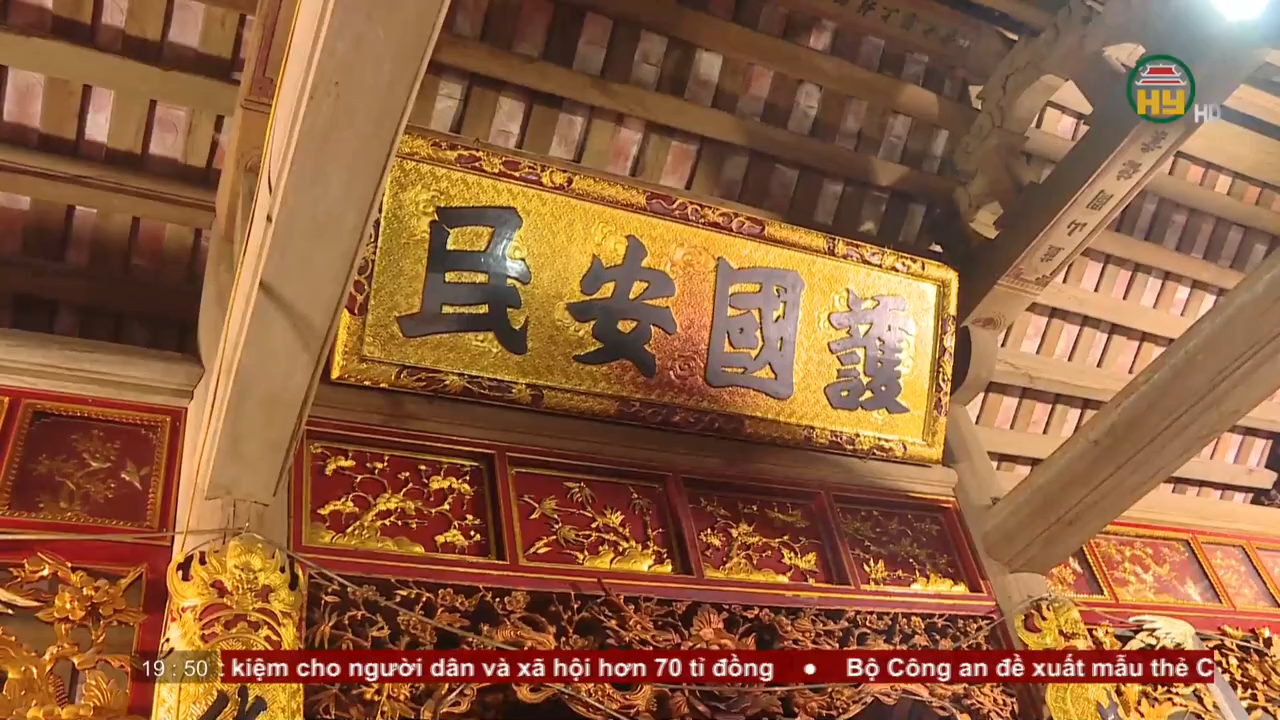 HY HD
護國安民
19:50 kiệm cho người dân và xã hội hơn 70 tỉ đồng ● Bộ Công an đề xuất mẫu thẻ C